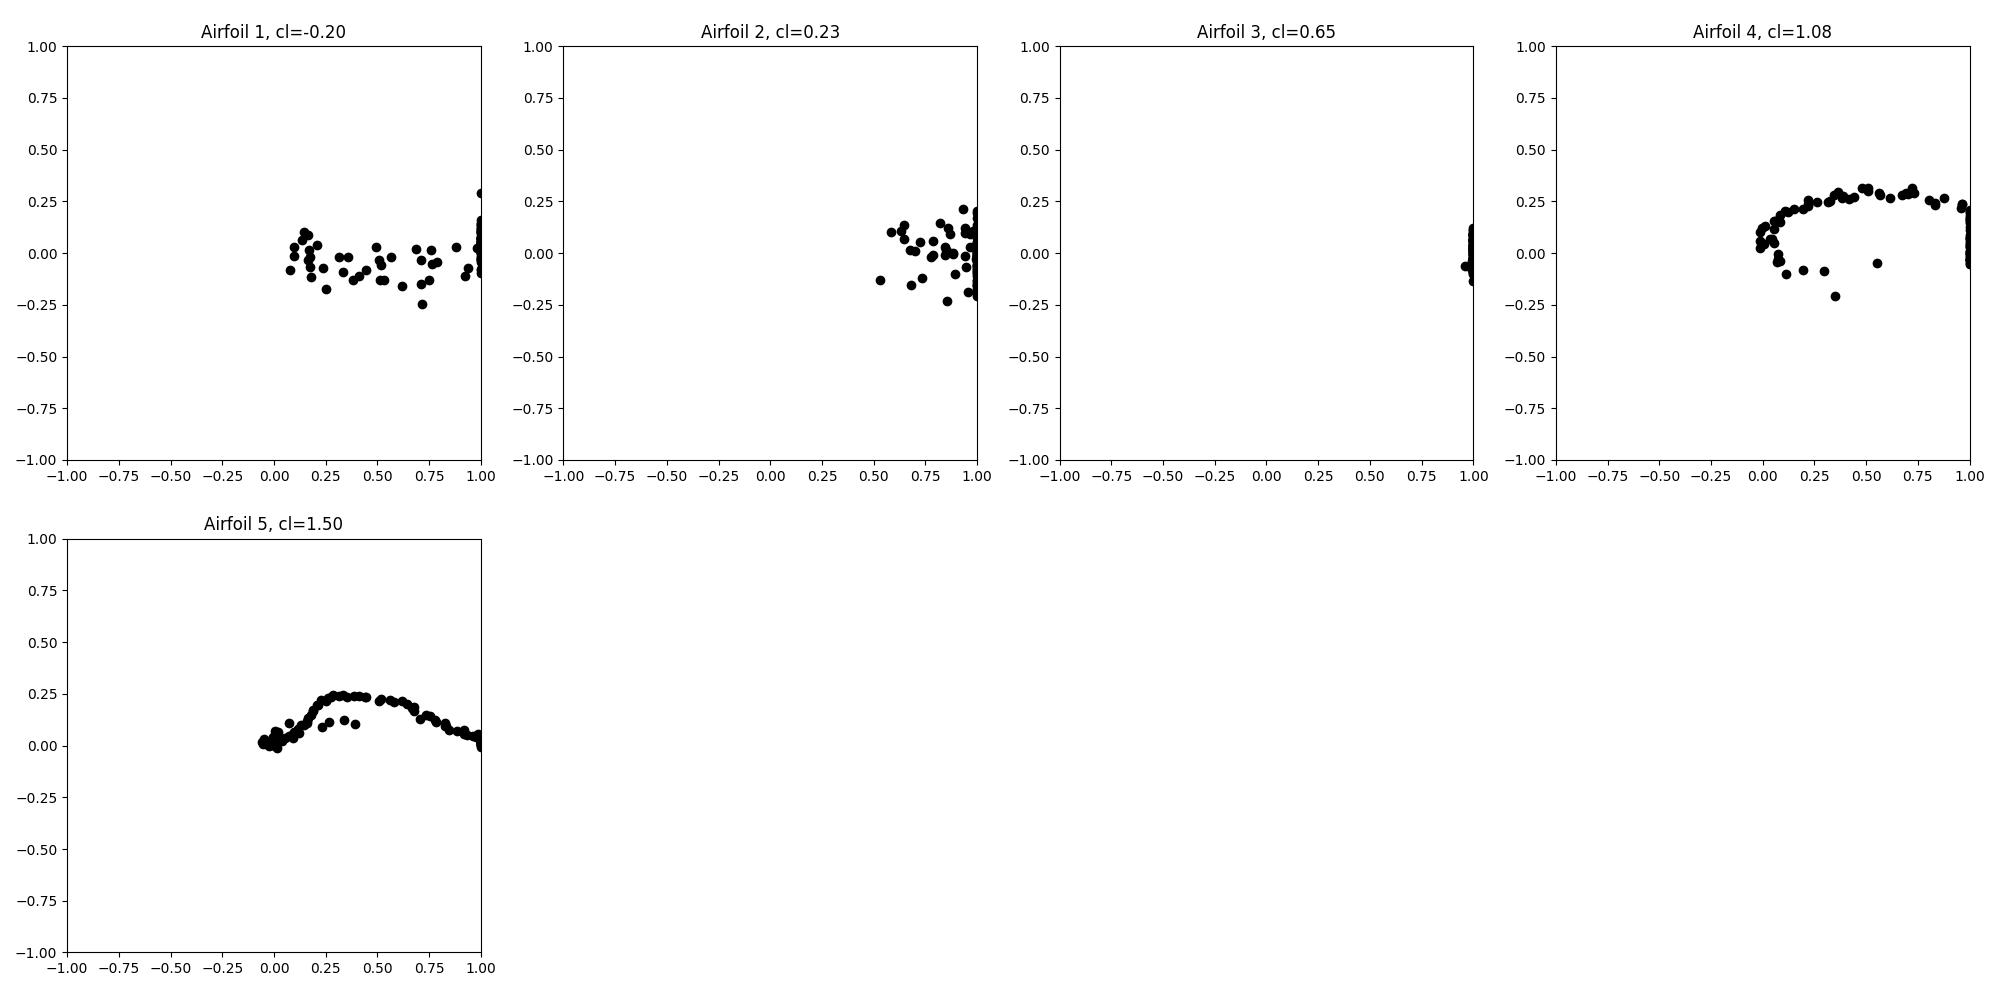 Airfoil 1, cl=-0.20
Airfoil 2, cl=0.23
Airfoil 3, cl=0.65
Airfoil 4, cl=1.08
1.00 1.00 1.00 1.00
0.75 0.75 0.75 0.75
0.50 0.50 0.50 0.50
0.25 0.25 0.25 0.25
0.00 0.00 0.00 0.00
−0.25 −0.25 −0.25 −0.25
−0.50 −0.50 −0.50 −0.50
−0.75 −0.75 −0.75 −0.75
−1.00 −1.00 −1.00 −1.00
−1.00 −0.75 −0.50 −0.25 0.00 0.25 0.50 0.75 1.00
−1.00 −0.75 −0.50 −0.25 0.00 0.25 0.50 0.75 1.00
−1.00 −0.75 −0.50 −0.25 0.00 0.25 0.50 0.75 1.00
−1.00 −0.75 −0.50 −0.25 0.00 0.25 0.50 0.75 1.00
Airfoil 5, cl=1.50
1.00
0.75
0.50
0.25
0.00
−0.25
−0.50
−0.75
−1.00
−1.00 −0.75 −0.50 −0.25 0.00 0.25 0.50 0.75 1.00